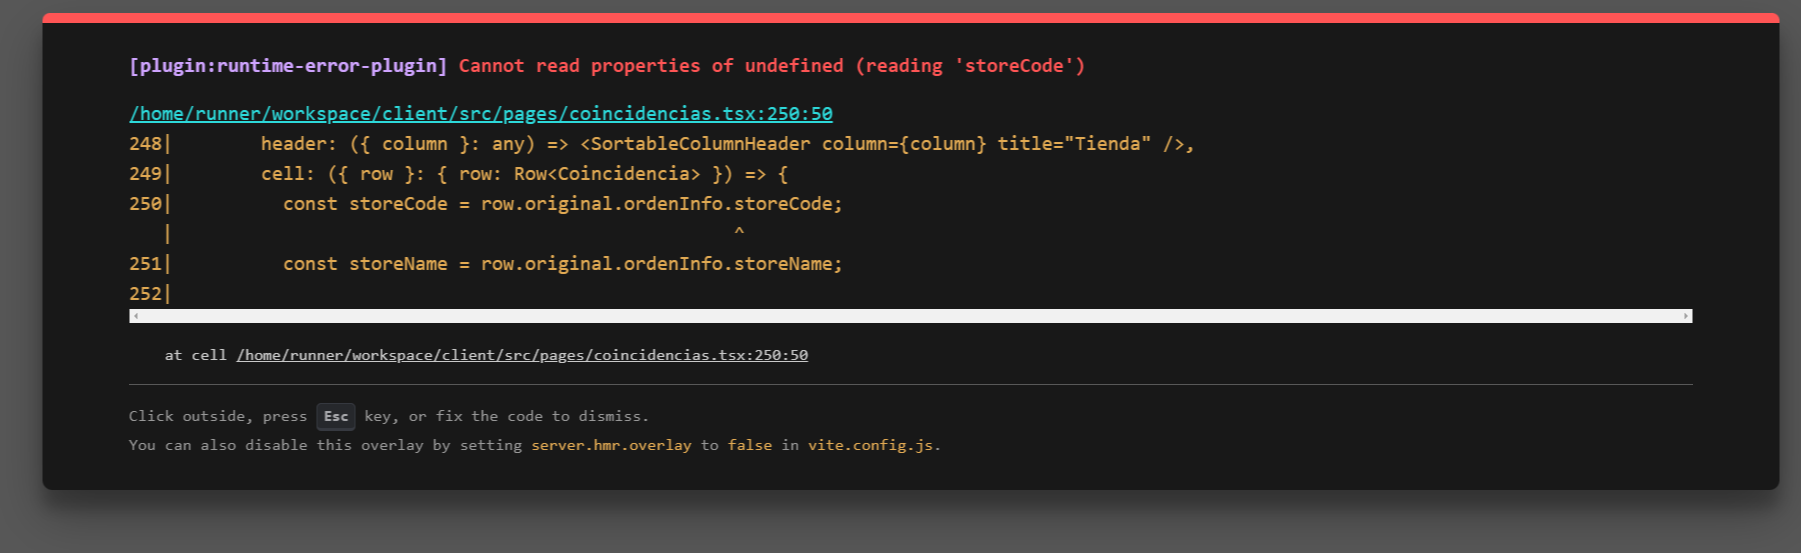 [plugin:runtime-error-plugin] Cannot read properties of undefined (reading 'storeCode')
/home/runner/workspace/client/src/pages/coincidencias.tsx:250:50
248|        header: ({ column }: any) => <SortableColumnHeader column={column} title="Tienda" />,
249|        cell: ({ row }: { row: Row<Coincidencia> }) => {
250|          const storeCode = row.original.ordenInfo.storeCode;
   |                                                   ^
251|          const storeName = row.original.ordenInfo.storeName;
252|
at cell /home/runner/workspace/client/src/pages/coincidencias.tsx:250:50
Click outside, press Esc key, or fix the code to dismiss.
You can also disable this overlay by setting server.hmr.overlay to false in vite.config.js.